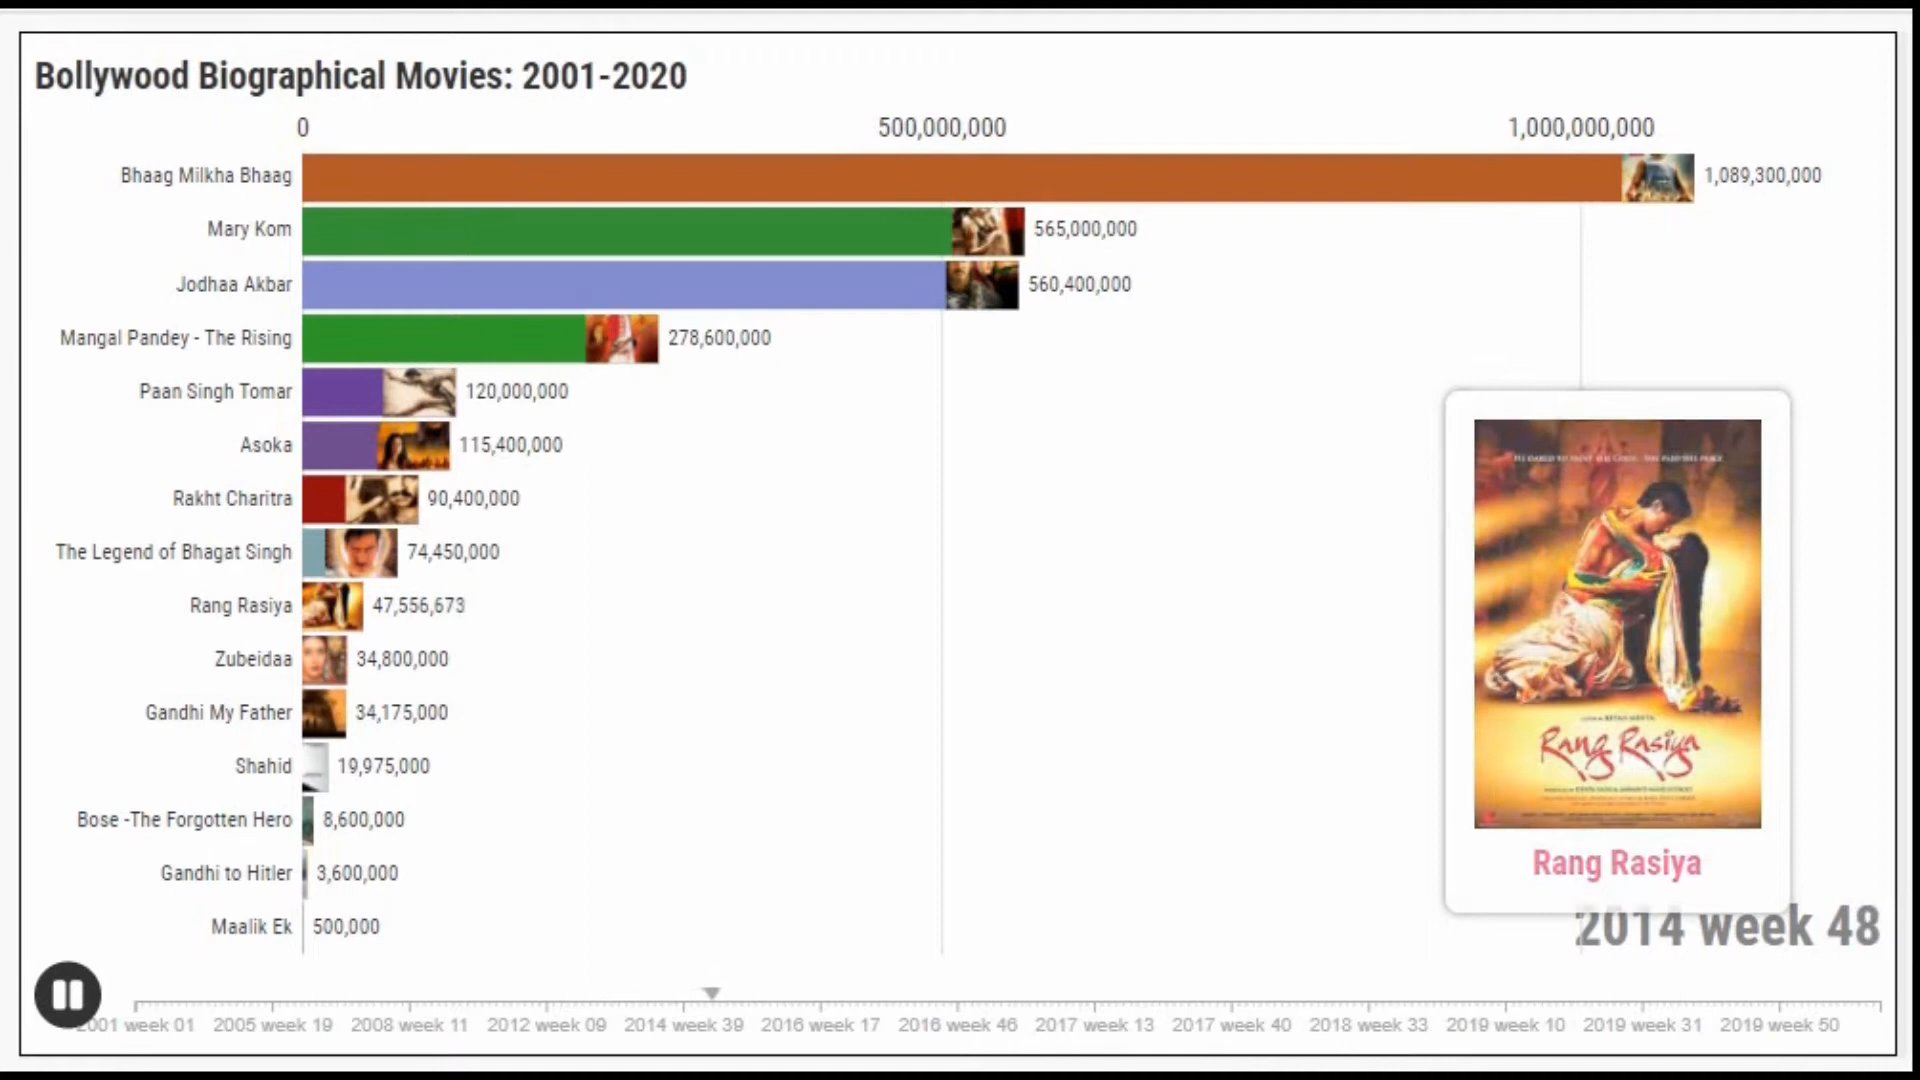 Bollywood Biographical Movies: 2001-2020
0 500,000,000 1,000,000,000
Bhaag Milkha Bhaag 1,089,300,000
Mary Kom 565,000,000
Jodhaa Akbar 560,400,000
Mangal Pandey - The Rising 278,600,000
Paan Singh Tomar 120,000,000
Asoka 115,400,000
Rakht Charitra 90,400,000
The Legend of Bhagat Singh 74,450,000
Rang Rasiya 47,556,673
Zubeidaa 34,800,000
Gandhi My Father 34,175,000
Shahid 19,975,000
Bose -The Forgotten Hero 8,600,000
Gandhi to Hitler 3,600,000
Maalik Ek 500,000
Rang Rasiya
Rang Rasiya
2014 week 48
2001 week 01 2005 week 19 2008 week 11 2012 week 09 2014 week 39 2016 week 17 2016 week 46 2017 week 13 2017 week 40 2018 week 33 2019 week 10 2019 week 31 2019 week 50